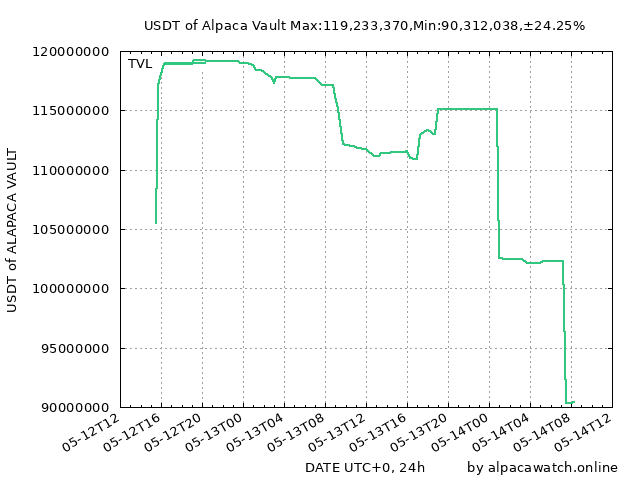 USDT of Alpaca Vault Max:119,233,370,Min:90,312,038,±24.25%
TVL
USDT of ALAPACA VAULT
120000000
115000000
110000000
105000000
100000000
95000000
90000000
05-12T12
05-12T16
05-12T20
05-13T00
05-13T04
05-13T08
05-13T12
05-13T16
05-13T20
05-14T00
05-14T04
05-14T08
05-14T12
DATE UTC+0, 24h
by alpacawatch.online